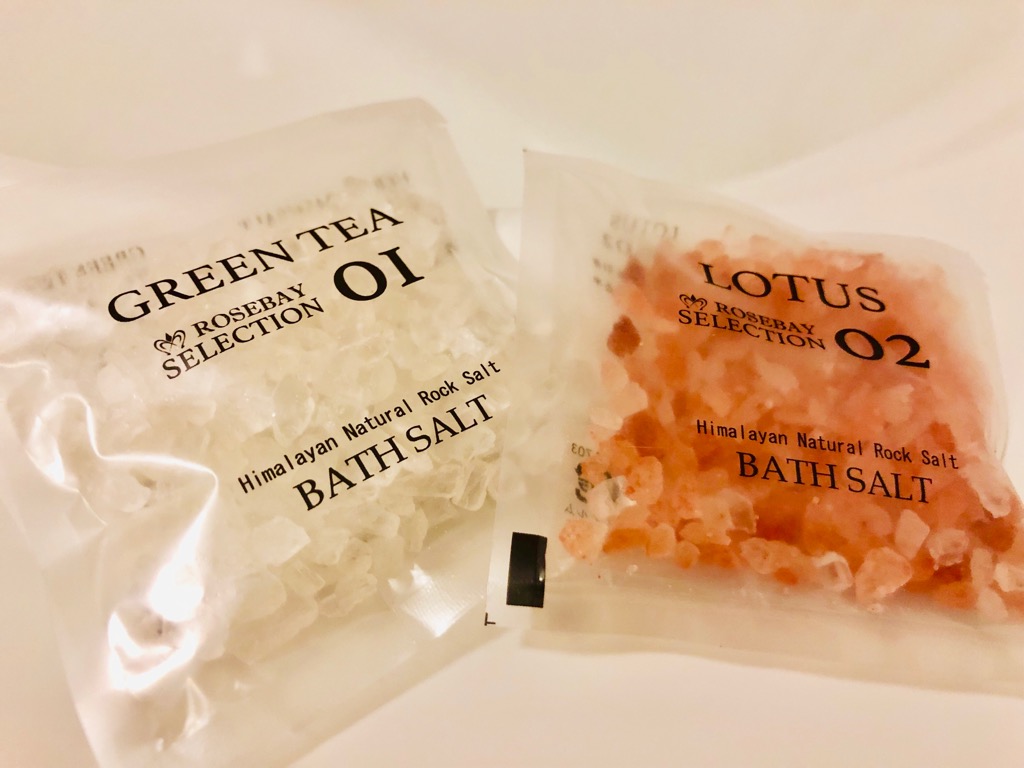 GREEN TEA
ROSEBAY
SELECTION 01
Himalayan Natural Rock Salt
BATH SALT
LOTUS
ROSEBAY
SELECTION 02
Himalayan Natural Rock Salt
BATH SALT